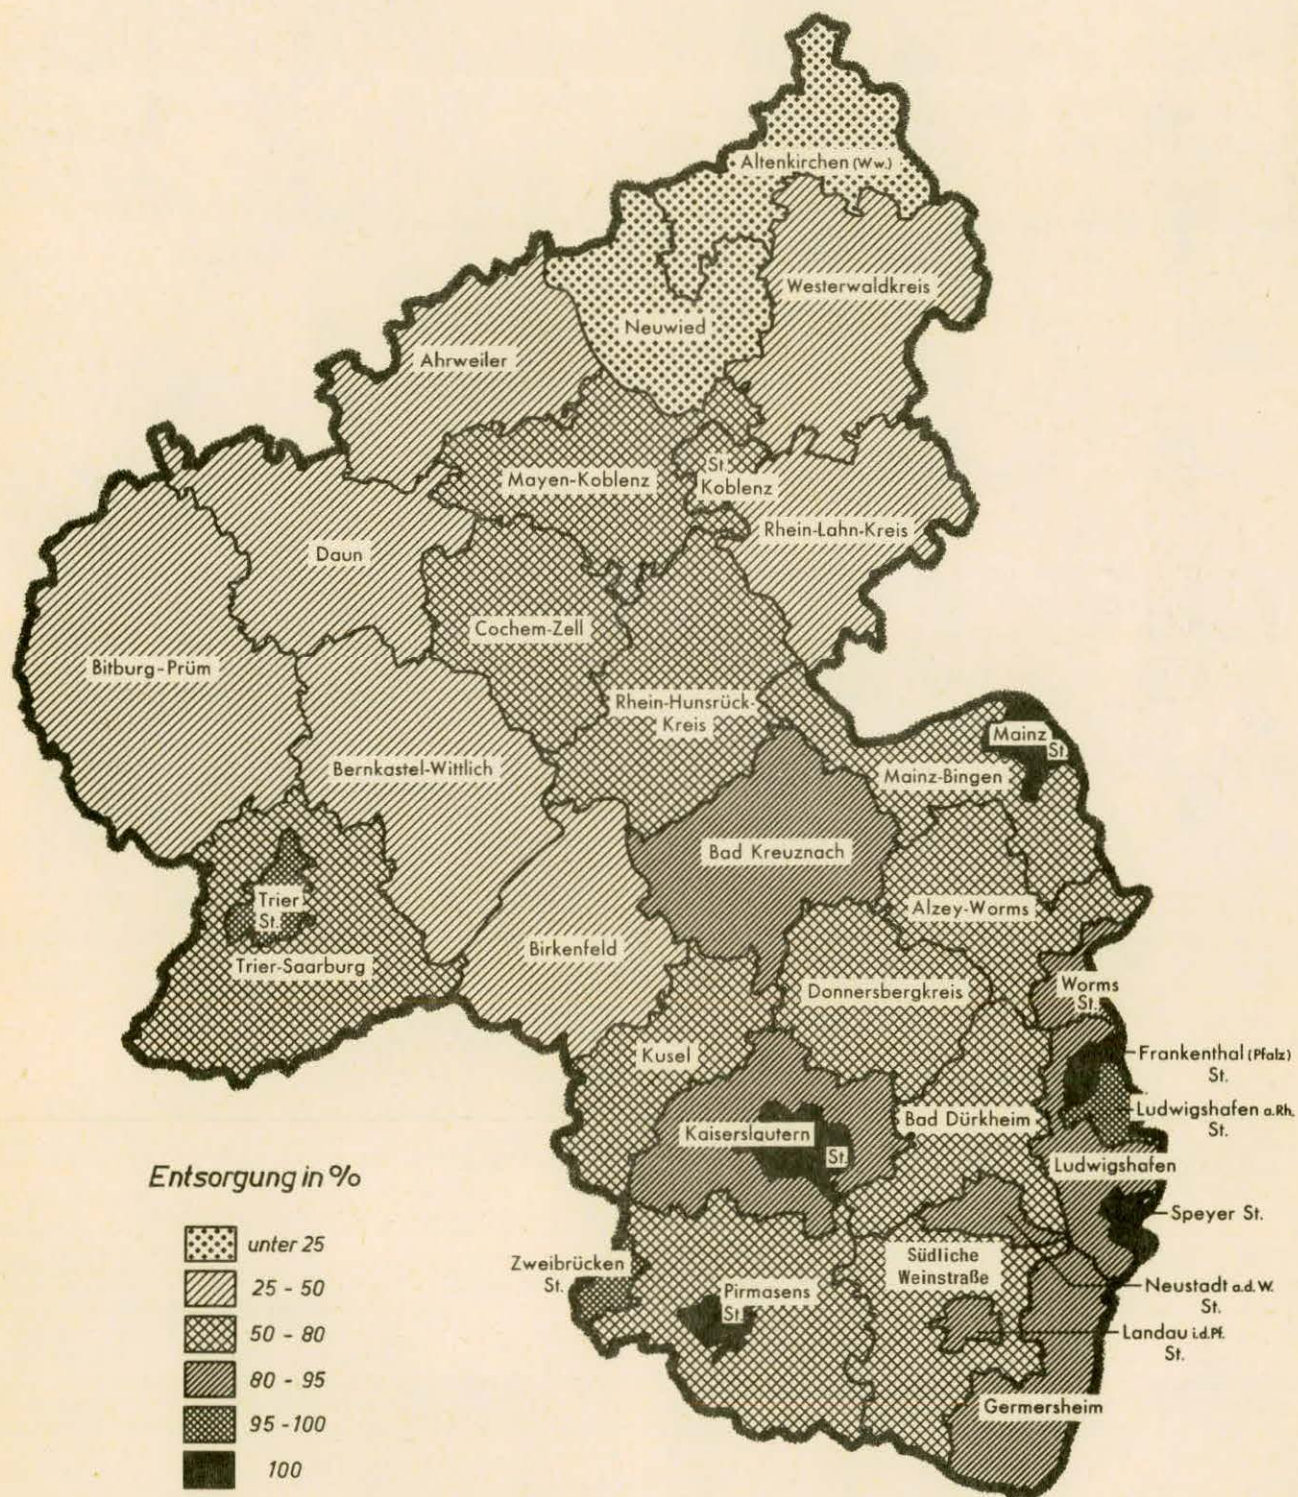 Altenkirchen (Ww.)
Westerwaldkreis
Neuwied
Ahrweiler
Mayen-Koblenz
St.
Koblenz
Rhein-Lahn-Kreis
Daun
Cochem-Zell
Bitburg-Prüm
Rhein-Hunsrück-
Kreis
Mainz
St.
Bernkastel-Wittlich
Mainz-Bingen
Bad Kreuznach
Trier
St.
Alzey-Worms
Birkenfeld
Trier-Saarburg
Donnersbergkreis
Worms
St.
Kusel
Frankenthal (Pfalz)
St.
Ludwigshafen a.Rh.
St.
Bad Dürkheim
Kaiserslautern
St.
Ludwigshafen
Speyer St.
Zweibrücken
St.
Südliche
Weinstraße
Pirmasens
St.
Neustadt a.d.W.
St.
Landau i.d.Pf.
St.
Germersheim
Entsorgung in %
unter 25
25 - 50
50 - 80
80 - 95
95 - 100
100